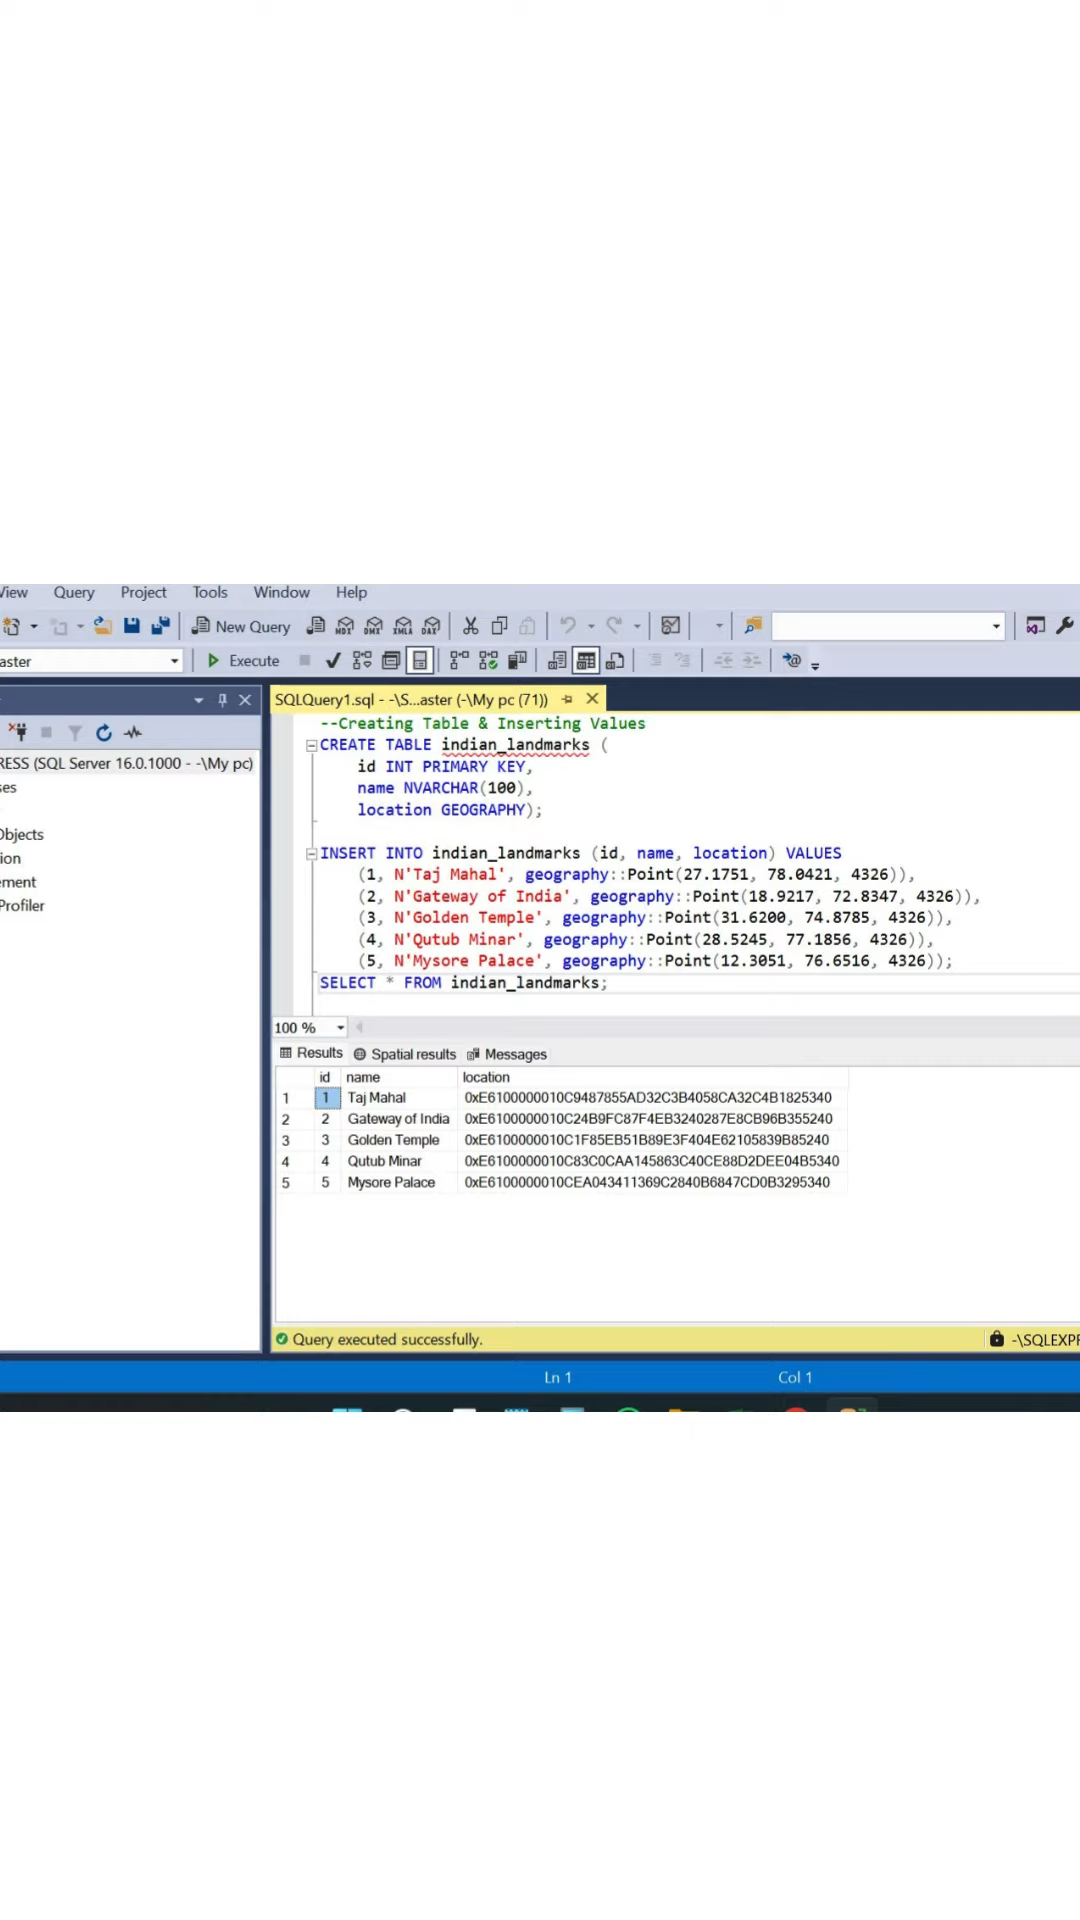 View Query Project Tools Window Help
New Query MDX DMX XMLA DAX
aster Execute
SQLQuery1.sql - -\S...aster (-\My pc (71))
RESS (SQL Server 16.0.1000 - -\My pc)
ses
Objects
ion
ement
Profiler
--Creating Table & Inserting Values
CREATE TABLE indian_landmarks (
id INT PRIMARY KEY,
name NVARCHAR(100),
location GEOGRAPHY);
INSERT INTO indian_landmarks (id, name, location) VALUES
(1, N'Taj Mahal', geography::Point(27.1751, 78.0421, 4326)),
(2, N'Gateway of India', geography::Point(18.9217, 72.8347, 4326)),
(3, N'Golden Temple', geography::Point(31.6200, 74.8785, 4326)),
(4, N'Qutub Minar', geography::Point(28.5245, 77.1856, 4326)),
(5, N'Mysore Palace', geography::Point(12.3051, 76.6516, 4326));
SELECT * FROM indian_landmarks;
100 %
Results Spatial results Messages
id name location
1 1 Taj Mahal 0xE6100000010C9487855AD32C3B4058CA32C4B1825340
2 2 Gateway of India 0xE6100000010C24B9FC87F4EB3240287E8CB96B355240
3 3 Golden Temple 0xE6100000010C1F85EB51B89E3F404E62105839B85240
4 4 Qutub Minar 0xE6100000010C83C0CAA145863C40CE88D2DEE04B5340
5 5 Mysore Palace 0xE6100000010CEA043411369C2840B6847CD0B3295340
Query executed successfully. -\SQLEXPR
Ln 1 Col 1